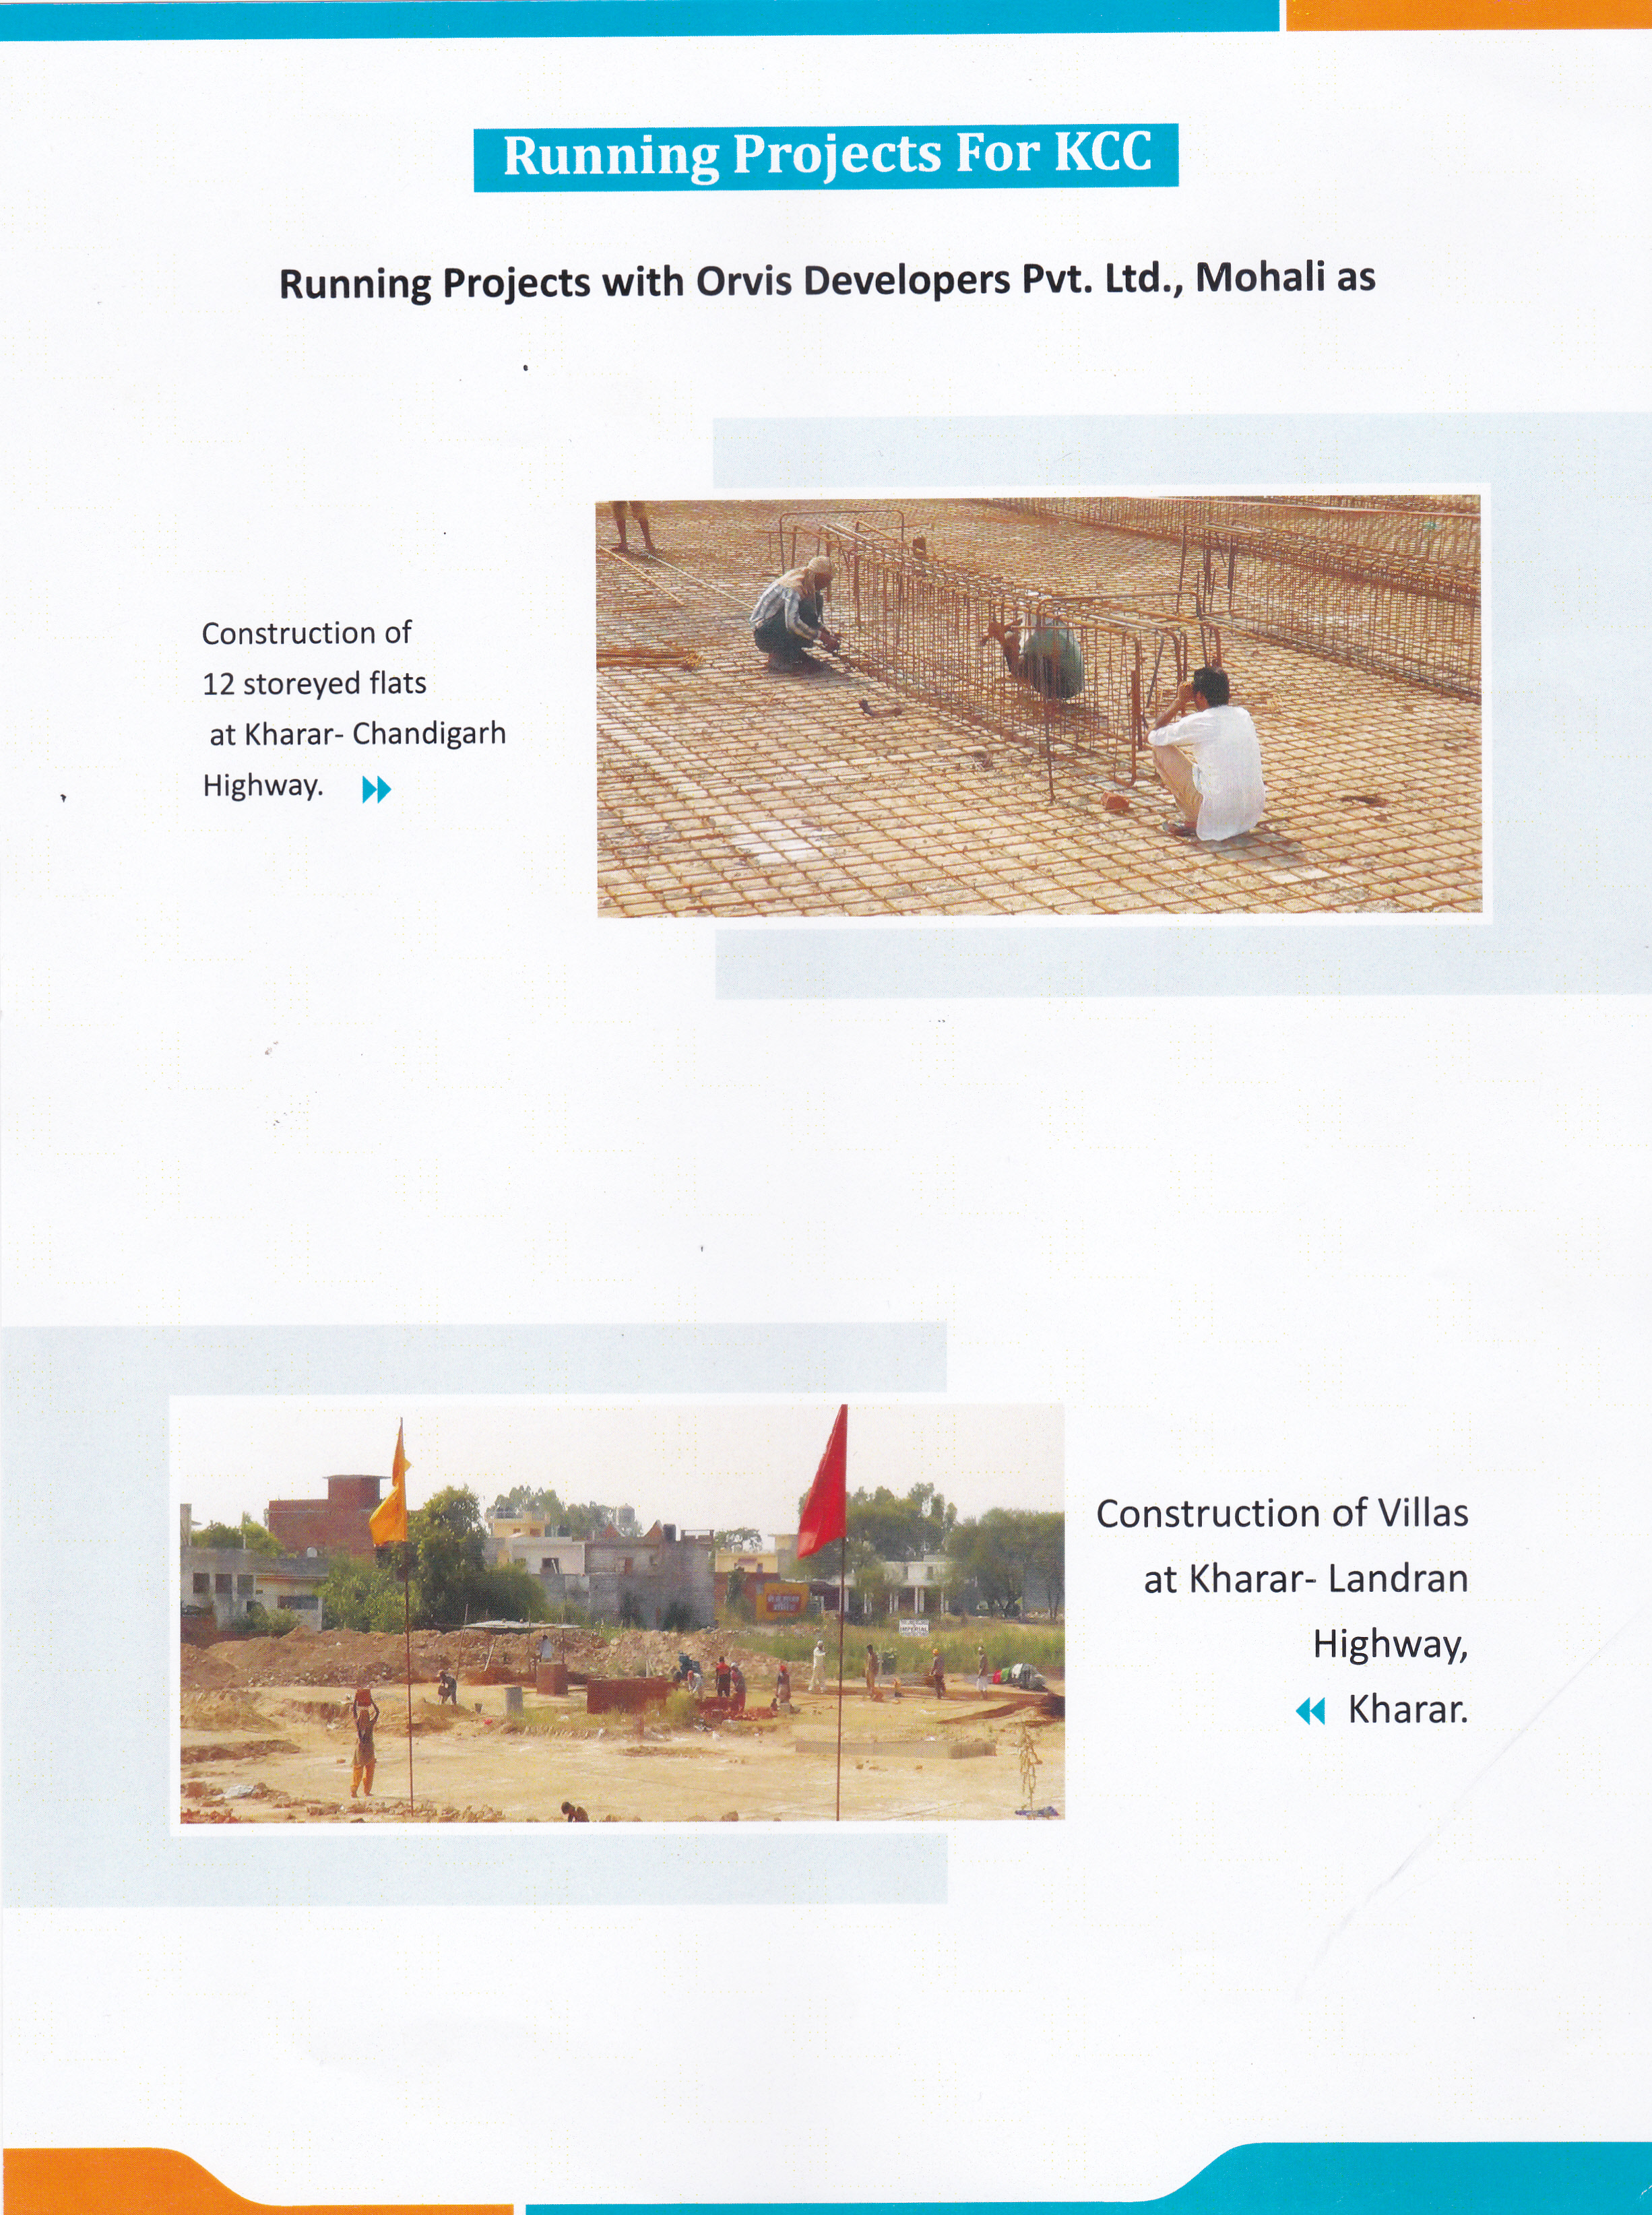 Running Projects For KCC
Running Projects with Orvis Developers Pvt. Ltd., Mohali as
Construction of
12 storeyed flats
at Kharar- Chandigarh
Highway.
Construction of Villas
at Kharar- Landran
Highway,
Kharar.